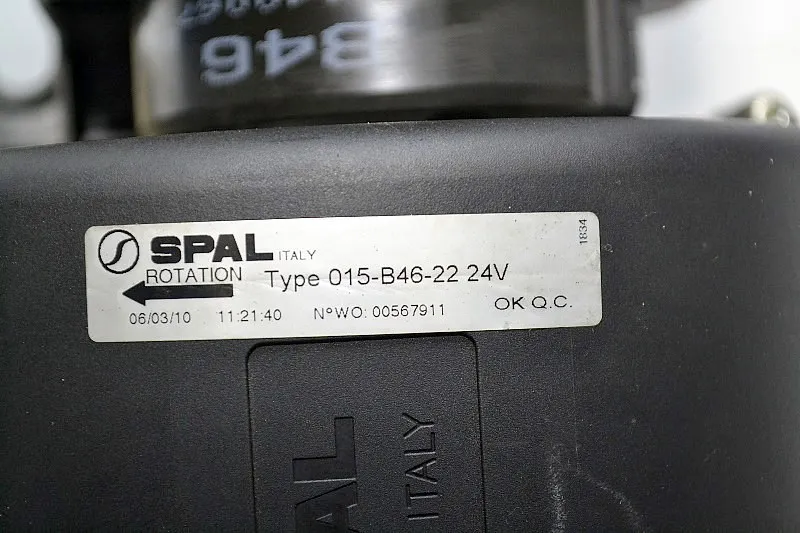 B46
SPAL ITALY
ROTATION
Type 015-B46-22 24V
06/03/10 11:21:40 N°WO: 00567911 OK Q.C.
1834
ITALY